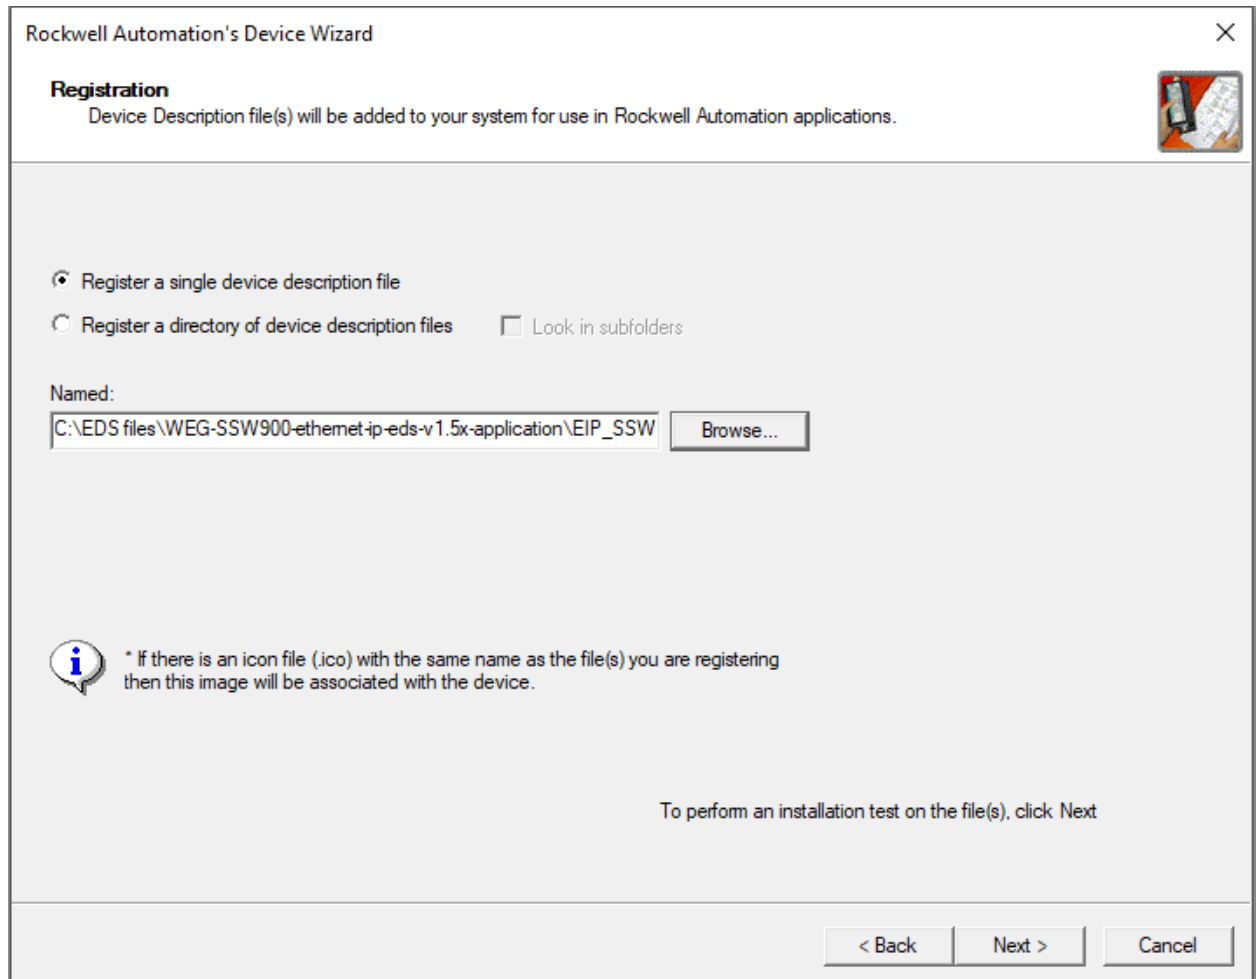 Rockwell Automation's Device Wizard
Registration
Device Description file(s) will be added to your system for use in Rockwell Automation applications.
Register a single device description file
Register a directory of device description files Look in subfolders
Named:
C:\EDS files\WEG-SSW900-ethernet-ip-eds-v1.5x-application\EIP_SSW Browse...
* If there is an icon file (.ico) with the same name as the file(s) you are registering
then this image will be associated with the device.
To perform an installation test on the file(s), click Next
< Back Next > Cancel